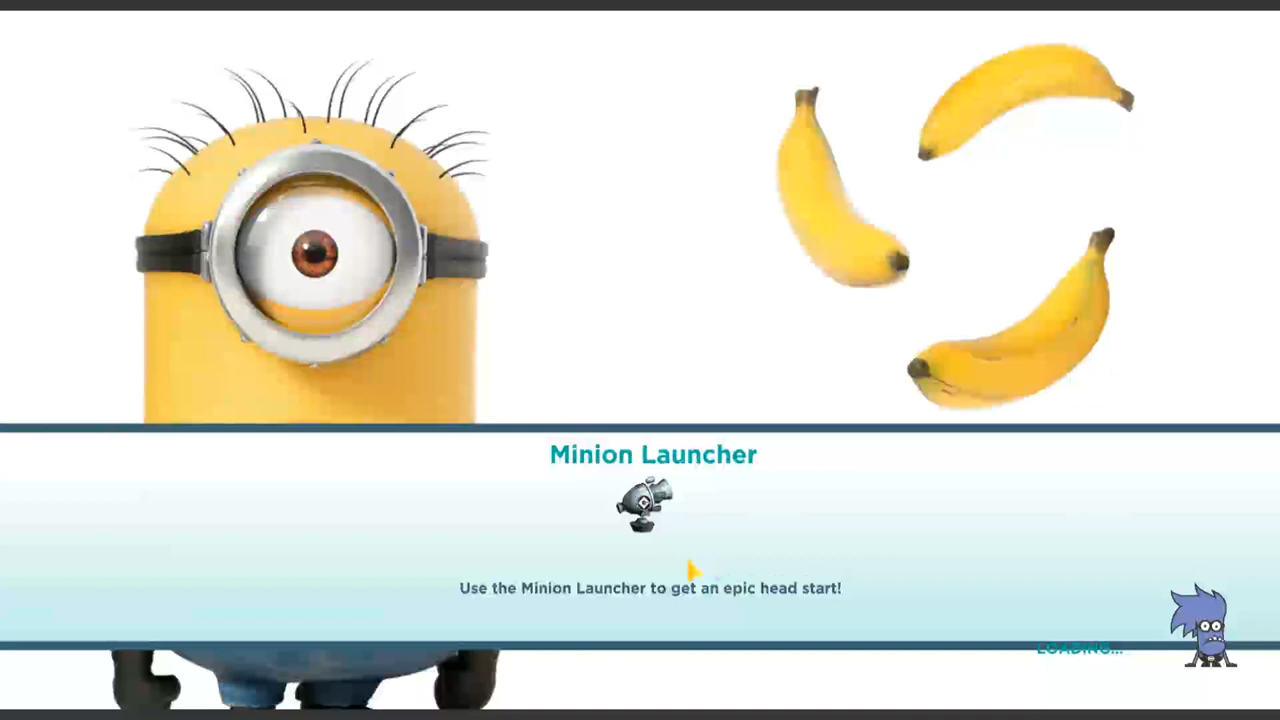 Minion Launcher
Use the Minion Launcher to get an epic head start!
LOADING...